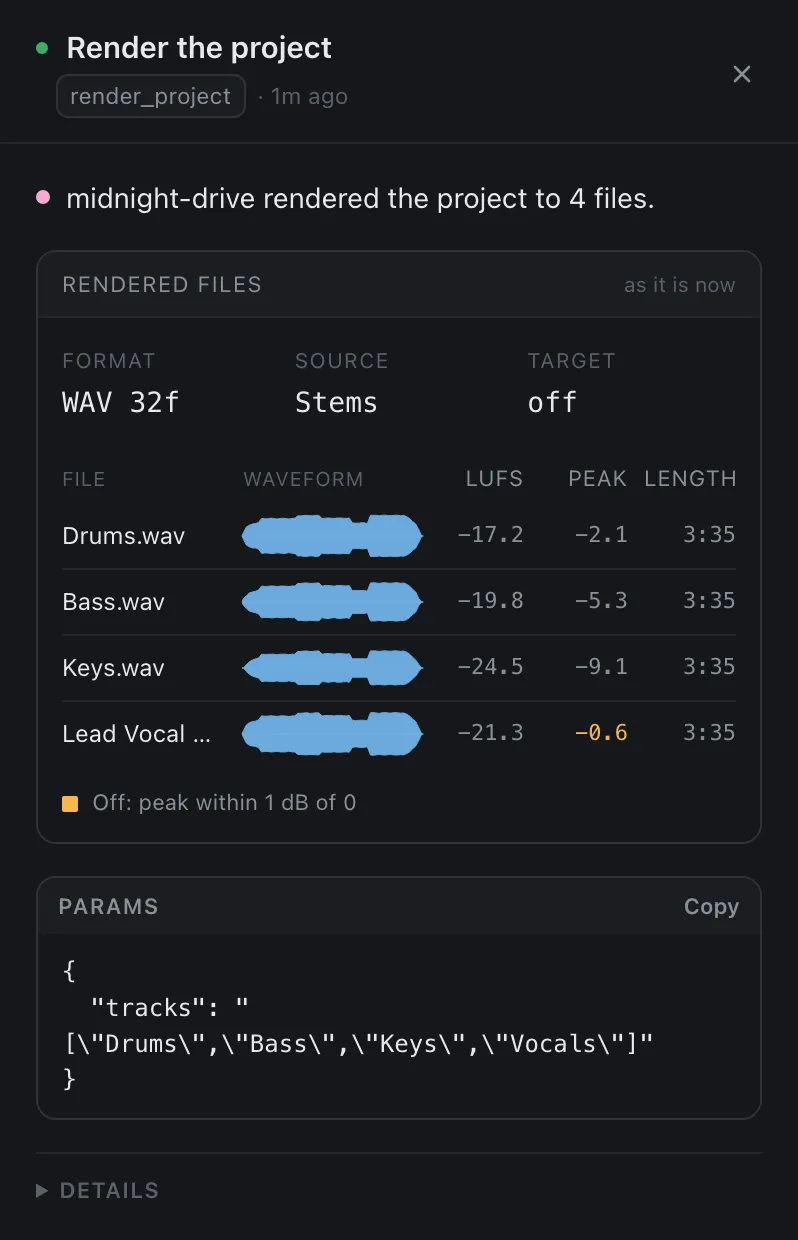 Render the project
render_project · 1m ago
midnight-drive rendered the project to 4 files.
RENDERED FILES as it is now
FORMAT SOURCE TARGET
WAV 32f Stems off
FILE WAVEFORM LUFS PEAK LENGTH
Drums.wav −17.2 −2.1 3:35
Bass.wav −19.8 −5.3 3:35
Keys.wav −24.5 −9.1 3:35
Lead Vocal ... −21.3 −0.6 3:35
Off: peak within 1 dB of 0
PARAMS Copy
{
"tracks": "
[\"Drums\",\"Bass\",\"Keys\",\"Vocals\"]"
}
DETAILS